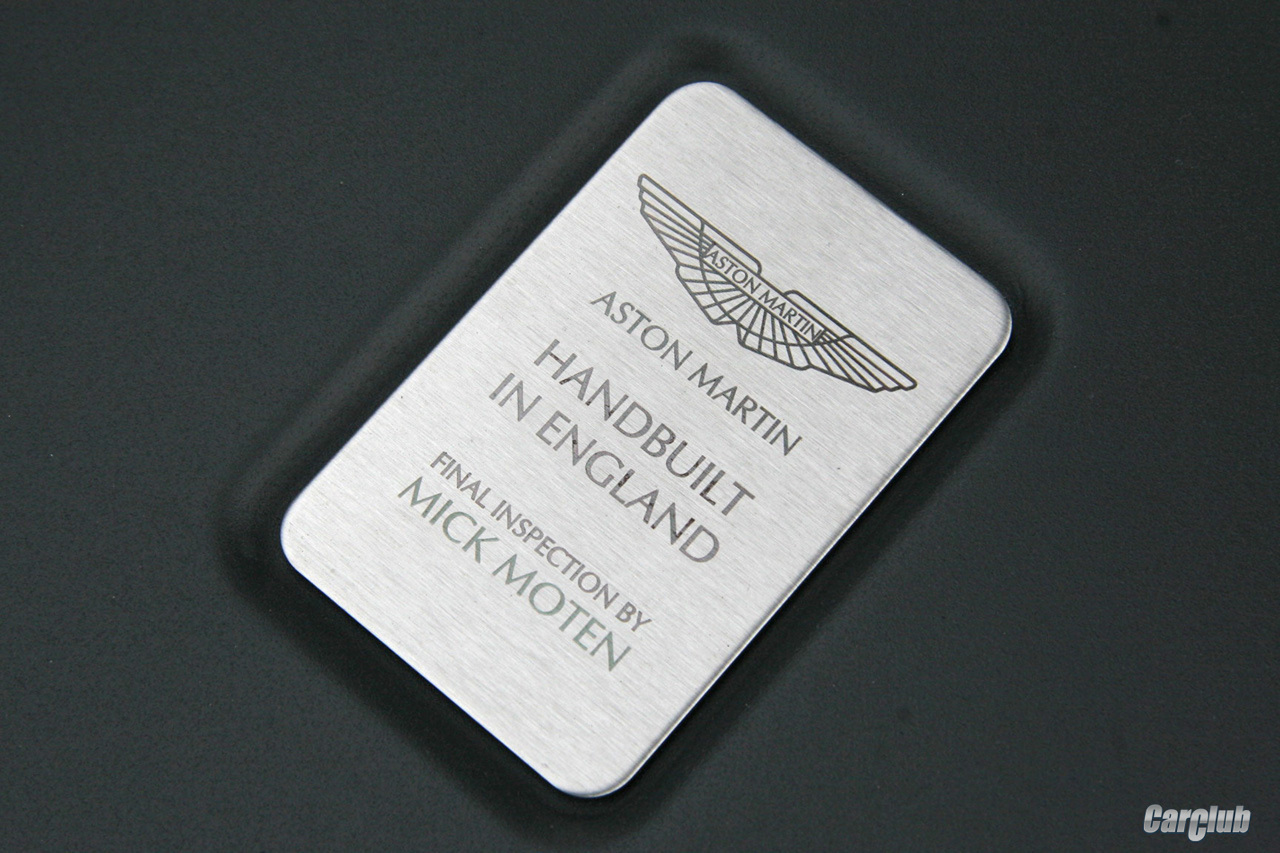 ASTON MARTIN
ASTON MARTIN
HANDBUILT
IN ENGLAND
FINAL INSPECTION BY
MICK MOTEN
CarClub